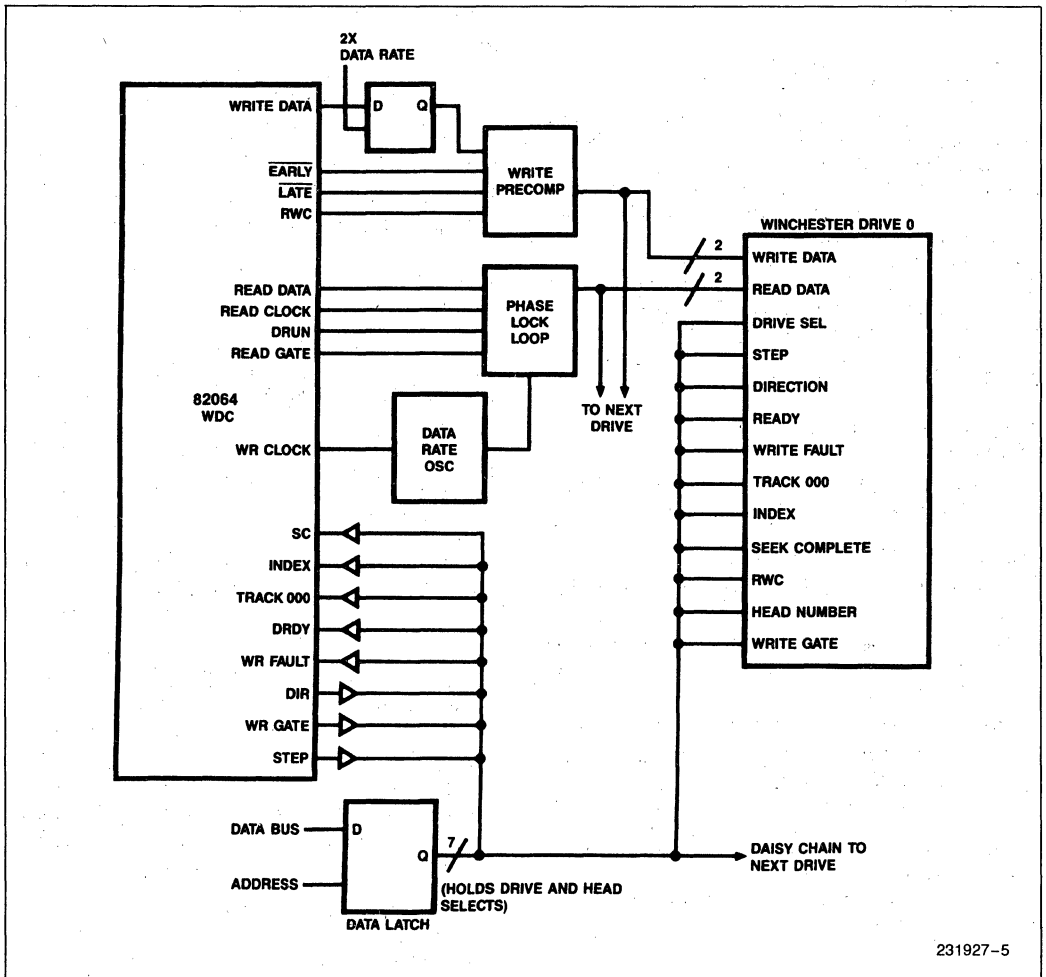 2X
DATA RATE
WRITE DATA
D
Q
EARLY
LATE
RWC
WRITE
PRECOMP
WINCHESTER DRIVE 0
2
WRITE DATA
2
READ DATA
DRIVE SEL
STEP
DIRECTION
READY
WRITE FAULT
TRACK 000
INDEX
SEEK COMPLETE
RWC
HEAD NUMBER
WRITE GATE
READ DATA
READ CLOCK
DRUN
READ GATE
PHASE
LOCK
LOOP
TO NEXT
DRIVE
82064
WDC
WR CLOCK
DATA
RATE
OSC
SC
INDEX
TRACK 000
DRDY
WR FAULT
DIR
WR GATE
STEP
DATA BUS
D
Q
7
ADDRESS
(HOLDS DRIVE AND HEAD
SELECTS)
DATA LATCH
DAISY CHAIN TO
NEXT DRIVE
231927-5